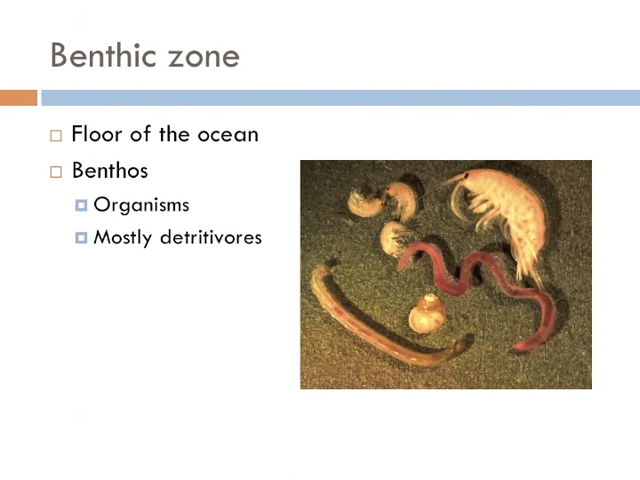 Benthic zone
Floor of the ocean
Benthos
Organisms
Mostly detritivores